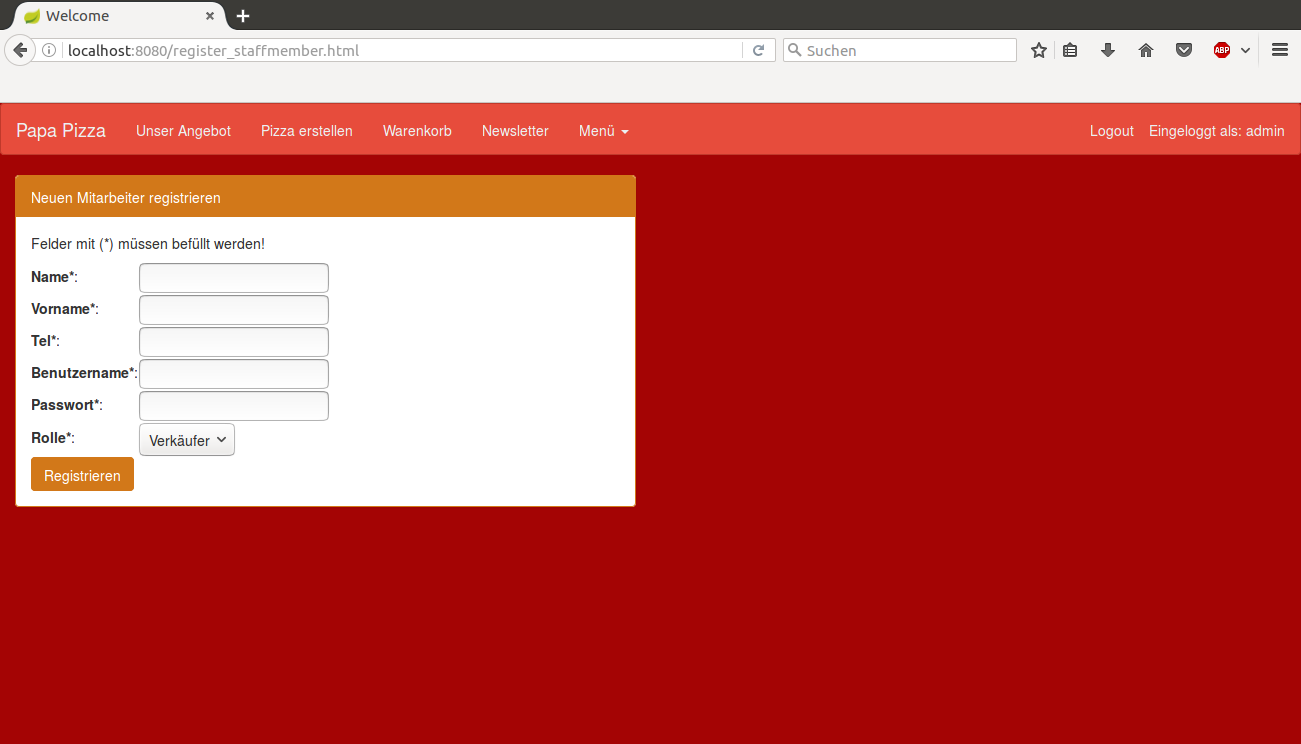 Welcome
localhost:8080/register_staffmember.html
Suchen
ABP
Papa Pizza Unser Angebot Pizza erstellen Warenkorb Newsletter Menü Logout Eingeloggt als: admin
Neuen Mitarbeiter registrieren
Felder mit (*) müssen befüllt werden!
Name*:
Vorname*:
Tel*:
Benutzername*:
Passwort*:
Rolle*: Verkäufer
Registrieren